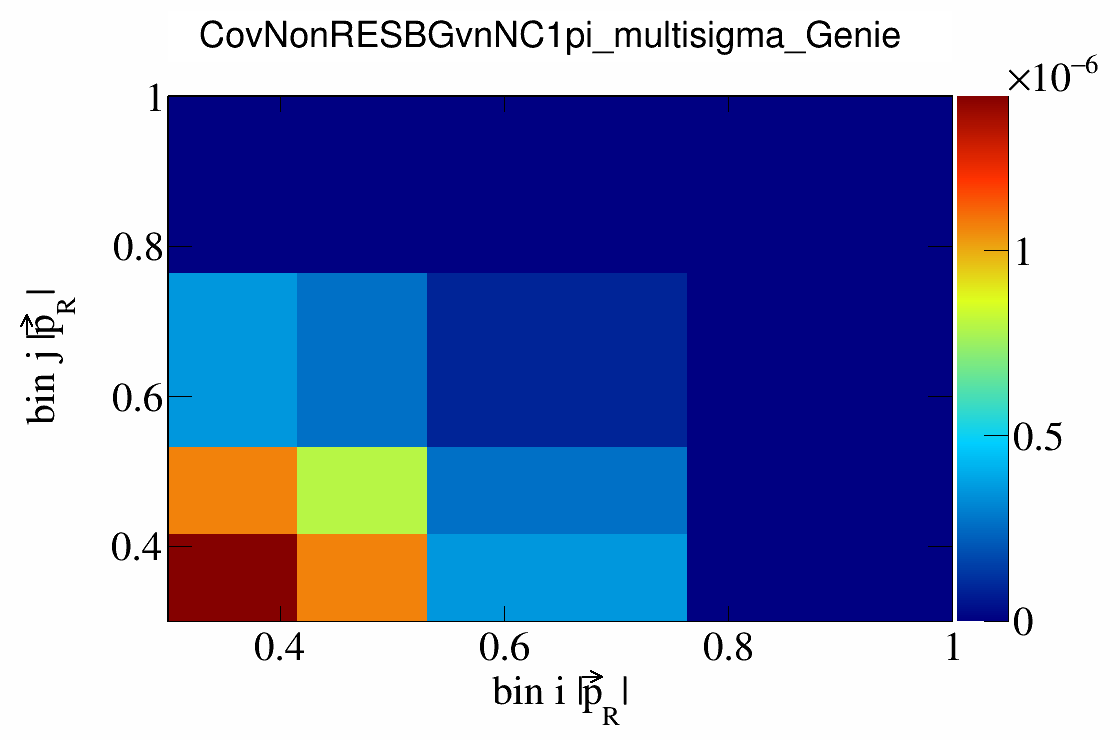 CovNonRESBGvnNC1pi_multisigma_Genie
×10⁻⁶
1
0.8
0.6
0.4
bin j |p⃗_R|
0.4 0.6 0.8 1
bin i |p⃗_R|
1
0.5
0